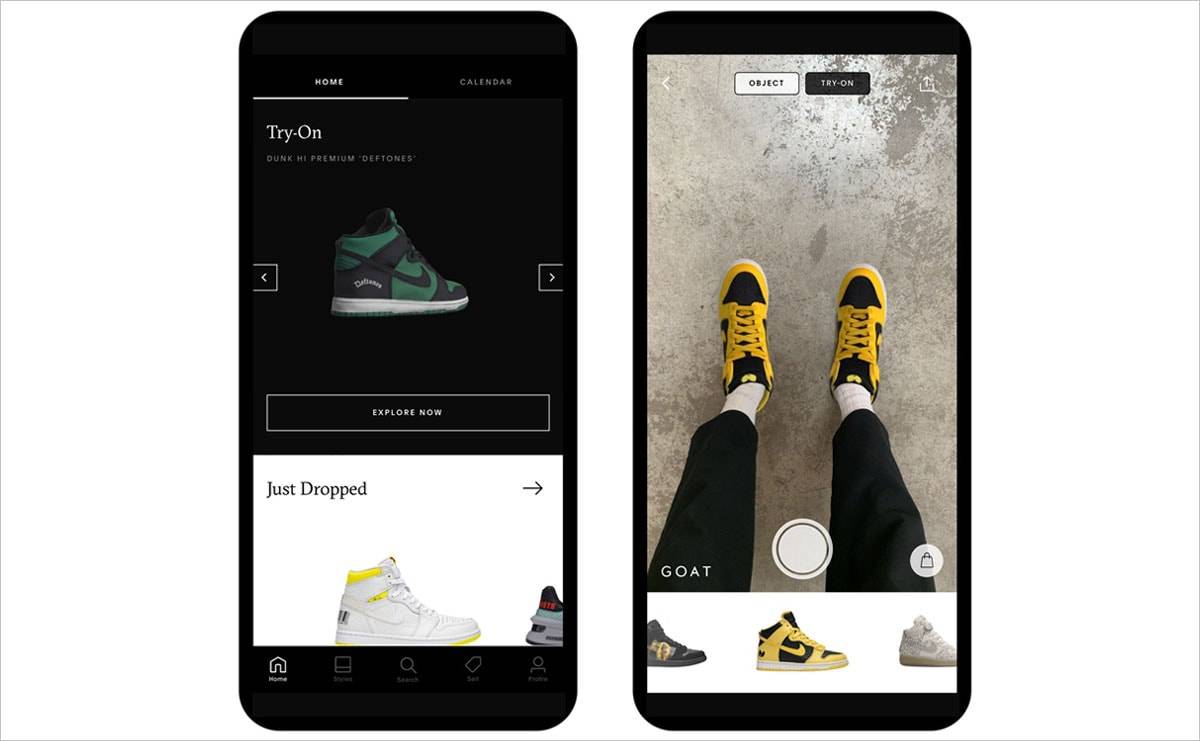 HOME
CALENDAR
Try-On
DUNK HI PREMIUM 'DEFTONES'
Deftones
EXPLORE NOW
Just Dropped
Home
Styles
Search
Sell
Profile
OBJECT
TRY-ON
GOAT